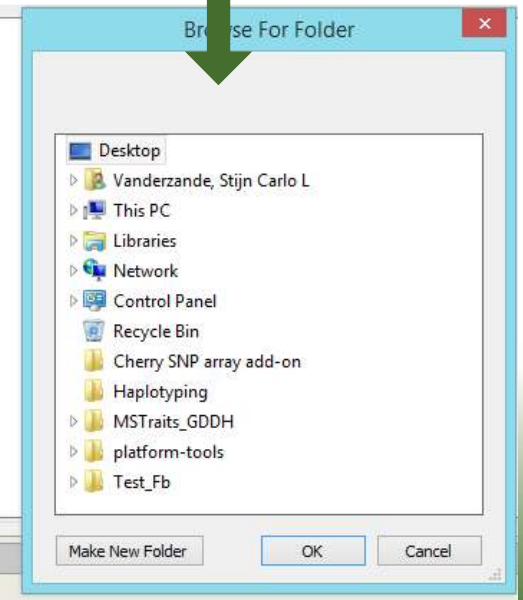 Browse For Folder
Desktop
Vanderzande, Stijn Carlo L
This PC
Libraries
Network
Control Panel
Recycle Bin
Cherry SNP array add-on
Haplotyping
MSTraits_GDDH
platform-tools
Test_Fb
Make New Folder OK Cancel